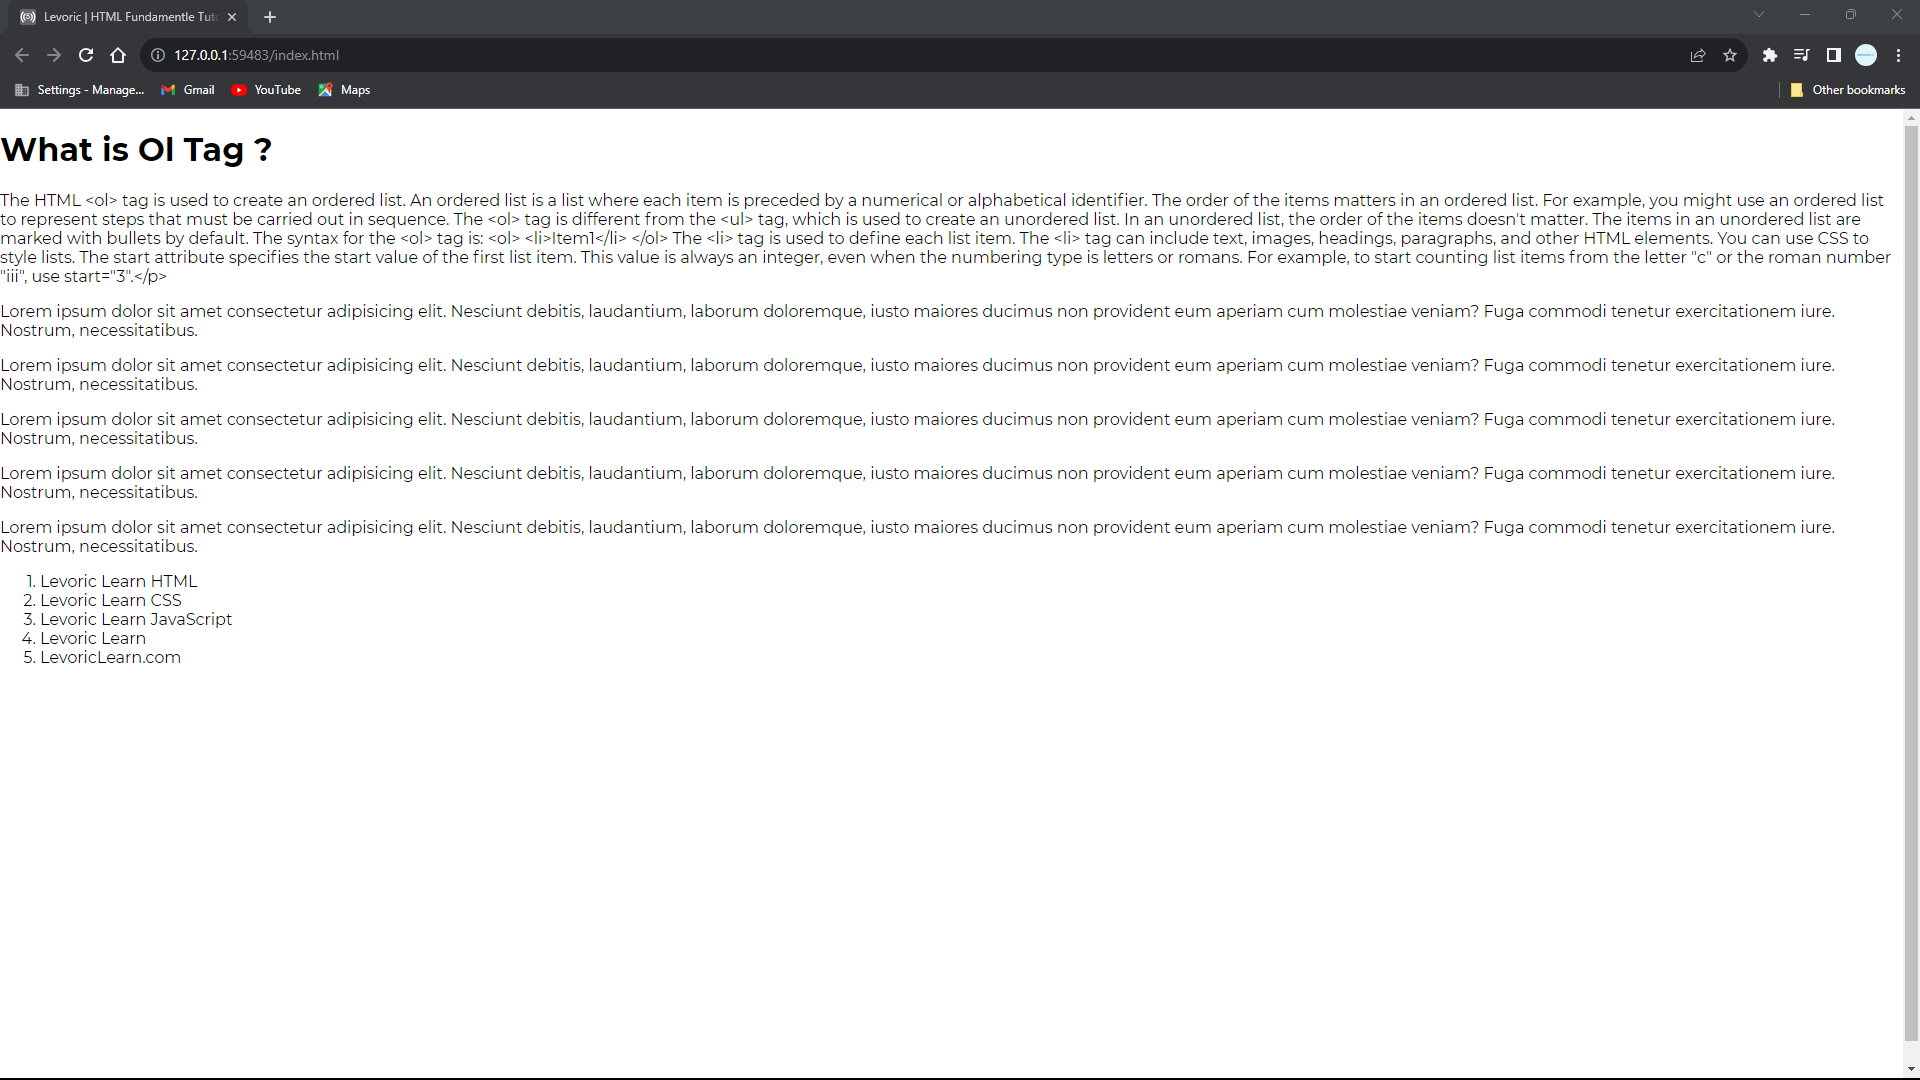 Levoric | HTML Fundamentle Tut
127.0.0.1:59483/index.html
Settings - Manage... Gmail YouTube Maps Other bookmarks
What is Ol Tag ?
The HTML <ol> tag is used to create an ordered list. An ordered list is a list where each item is preceded by a numerical or alphabetical identifier. The order of the items matters in an ordered list. For example, you might use an ordered list
to represent steps that must be carried out in sequence. The <ol> tag is different from the <ul> tag, which is used to create an unordered list. In an unordered list, the order of the items doesn't matter. The items in an unordered list are
marked with bullets by default. The syntax for the <ol> tag is: <ol> <li>Item1</li> </ol> The <li> tag is used to define each list item. The <li> tag can include text, images, headings, paragraphs, and other HTML elements. You can use CSS to
style lists. The start attribute specifies the start value of the first list item. This value is always an integer, even when the numbering type is letters or romans. For example, to start counting list items from the letter "c" or the roman number
"iii", use start="3".</p>
Lorem ipsum dolor sit amet consectetur adipisicing elit. Nesciunt debitis, laudantium, laborum doloremque, iusto maiores ducimus non provident eum aperiam cum molestiae veniam? Fuga commodi tenetur exercitationem iure.
Nostrum, necessitatibus.
Lorem ipsum dolor sit amet consectetur adipisicing elit. Nesciunt debitis, laudantium, laborum doloremque, iusto maiores ducimus non provident eum aperiam cum molestiae veniam? Fuga commodi tenetur exercitationem iure.
Nostrum, necessitatibus.
Lorem ipsum dolor sit amet consectetur adipisicing elit. Nesciunt debitis, laudantium, laborum doloremque, iusto maiores ducimus non provident eum aperiam cum molestiae veniam? Fuga commodi tenetur exercitationem iure.
Nostrum, necessitatibus.
Lorem ipsum dolor sit amet consectetur adipisicing elit. Nesciunt debitis, laudantium, laborum doloremque, iusto maiores ducimus non provident eum aperiam cum molestiae veniam? Fuga commodi tenetur exercitationem iure.
Nostrum, necessitatibus.
Lorem ipsum dolor sit amet consectetur adipisicing elit. Nesciunt debitis, laudantium, laborum doloremque, iusto maiores ducimus non provident eum aperiam cum molestiae veniam? Fuga commodi tenetur exercitationem iure.
Nostrum, necessitatibus.
1. Levoric Learn HTML
2. Levoric Learn CSS
3. Levoric Learn JavaScript
4. Levoric Learn
5. LevoricLearn.com